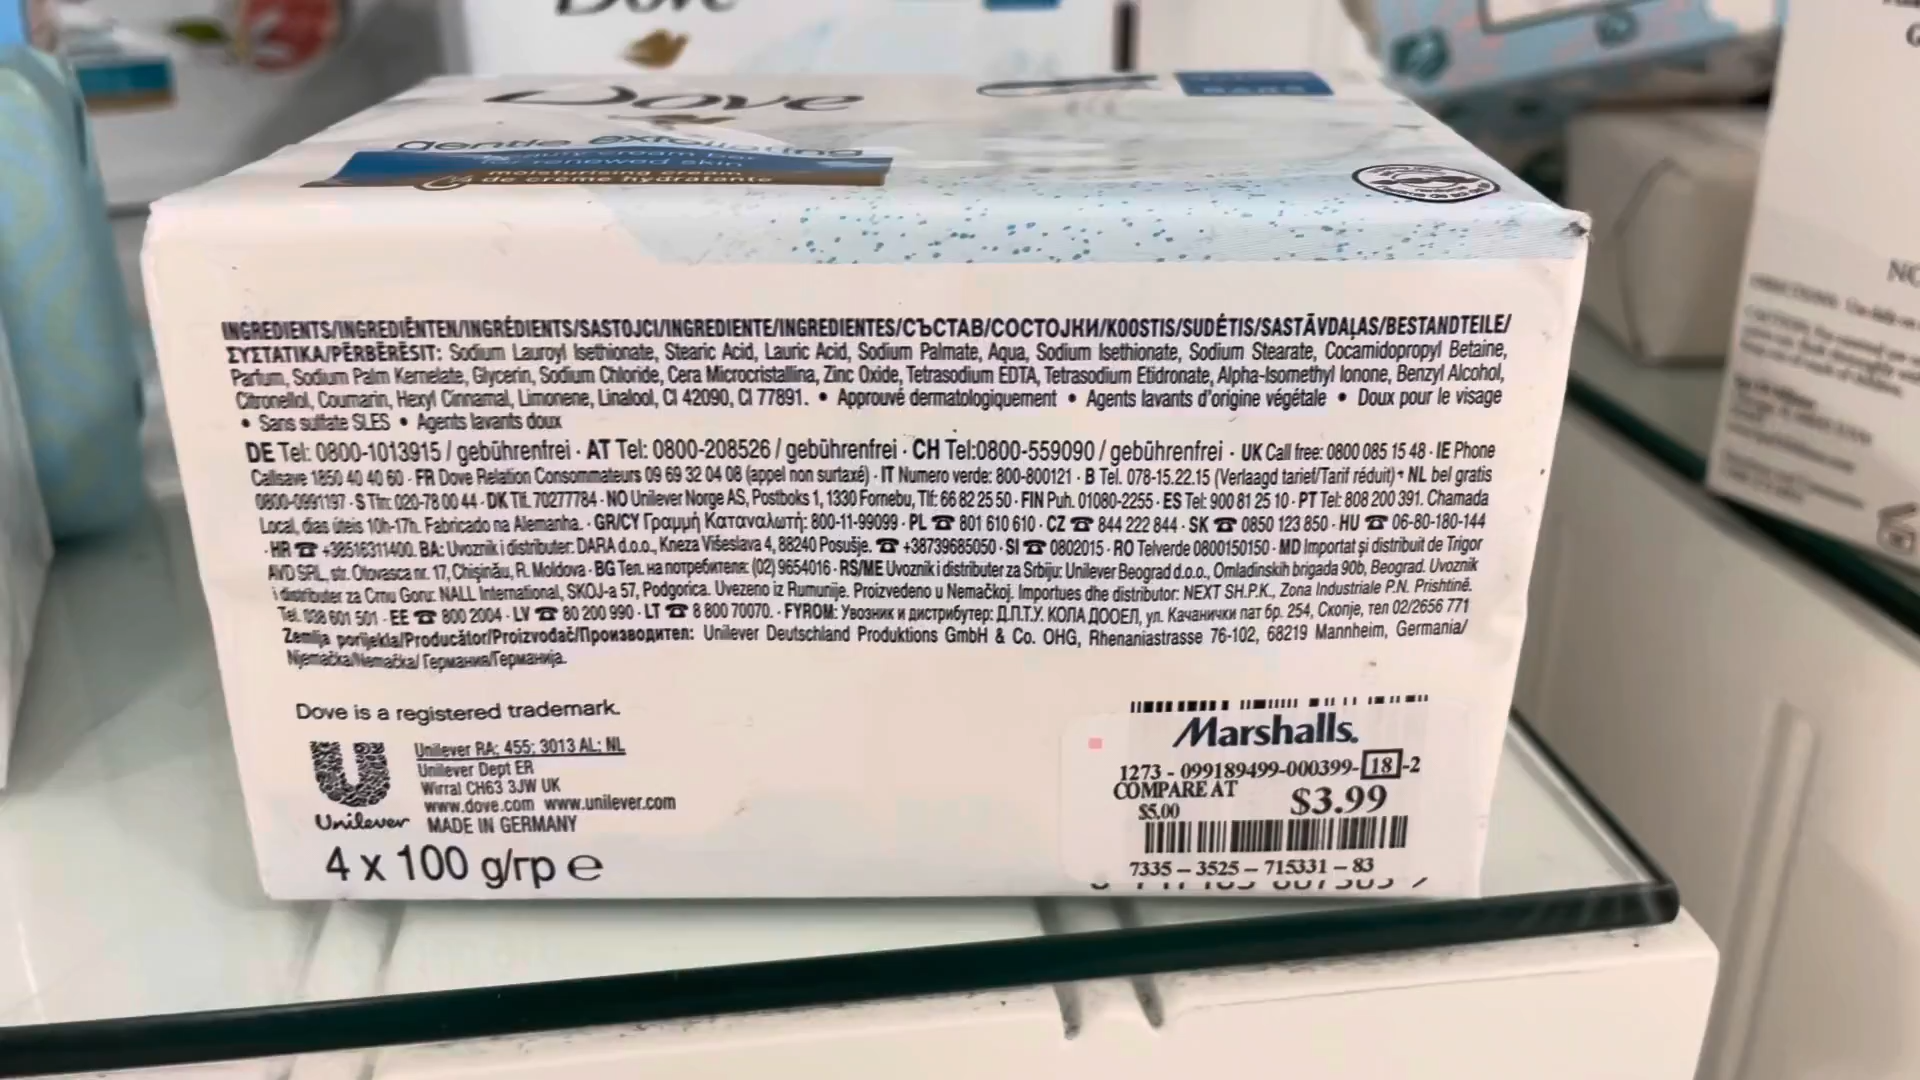 Dove
Dove
gentle exfoliating
beauty cream bar
for renewed skin
moisturising cream
de crème hydratante
INGREDIENTS/INGREDIËNTEN/INGRÉDIENTS/SASTOJCI/INGREDIENTE/INGREDIENTES/СЪСТАВ/СОСТОЈКИ/KOOSTIS/SUDĖTIS/SASTĀVDAĻAS/BESTANDTEILE/
ΣΥΣΤΑΤΙΚΑ/PËRBËRËSIT: Sodium Lauroyl Isethionate, Stearic Acid, Lauric Acid, Sodium Palmate, Aqua, Sodium Isethionate, Sodium Stearate, Cocamidopropyl Betaine,
Parfum, Sodium Palm Kernelate, Glycerin, Sodium Chloride, Cera Microcristallina, Zinc Oxide, Tetrasodium EDTA, Tetrasodium Etidronate, Alpha-Isomethyl Ionone, Benzyl Alcohol,
Citronellol, Coumarin, Hexyl Cinnamal, Limonene, Linalool, CI 42090, CI 77891. • Approuvé dermatologiquement • Agents lavants d'origine végétale • Doux pour le visage
• Sans sulfate SLES • Agents lavants doux
DE Tel: 0800-1013915 / gebührenfrei · AT Tel: 0800-208526 / gebührenfrei · CH Tel:0800-559090 / gebührenfrei · UK Call free: 0800 085 15 48 · IE Phone
Callsave 1850 40 40 60 · FR Dove Relation Consommateurs 09 69 32 04 08 (appel non surtaxé) · IT Numero verde: 800-800121 · B Tel. 078-15.22.15 (Verlaagd tarief/Tarif réduit) · NL bel gratis
0800-0991197 · S Tfn: 020-78 00 44 · DK Tlf. 70277784 · NO Unilever Norge AS, Postboks 1, 1330 Fornebu, Tlf: 66 82 25 50 · FIN Puh. 01080-2255 · ES Tel: 900 81 25 10 · PT Tel: 808 200 391. Chamada
Local, dias úteis 10h-17h. Fabricado na Alemanha. · GR/CY Γραμμή Καταναλωτή: 800-11-99099 · PL ☎ 801 610 610 · CZ ☎ 844 222 844 · SK ☎ 0850 123 850 · HU ☎ 06-80-180-144
· HR ☎ +38516311400. BA: Uvoznik i distributer: DARA d.o.o., Kneza Višeslava 4, 88240 Posušje. ☎ +38739685050 · SI ☎ 0802015 · RO Telverde 0800150150 · MD Importat și distribuit de Trigor
AVD SRL, str. Otovasca nr. 17, Chișinău, R. Moldova · BG Тел. на потребителя: (02) 9654016 · RS/ME Uvoznik i distributer za Srbiju: Unilever Beograd d.o.o., Omladinskih brigada 90b, Beograd. Uvoznik
i distributer za Crnu Goru: NALL International, SKOJ-a 57, Podgorica. Uvezeno iz Rumunije. Proizvedeno u Nemačkoj. Importues dhe distributor: NEXT SH.P.K., Zona Industriale P.N. Prishtinë.
Tel. 038 601 501 · EE ☎ 800 2004 · LV ☎ 80 200 990 · LT ☎ 8 800 70070. · FYROM: Увозник и дистрибутер: Д.П.Т.У. КОЛА ДООЕЛ, ул. Качанички пат бр. 254, Скопје, тел 02/2656 771
Zemlja porijekla/Producător/Proizvođač/Производител: Unilever Deutschland Produktions GmbH & Co. OHG, Rhenaniastrasse 76-102, 68219 Mannheim, Germania/
Njemačka/Nemačka/ Германия/Германија.
Dove is a registered trademark.
Unilever RA; 455; 3013 AL; NL
Unilever Dept ER
Wirral CH63 3JW UK
www.dove.com www.unilever.com
Unilever MADE IN GERMANY
4 x 100 g/гр e
Marshalls.
1273 - 099189499-000399-18-2
COMPARE AT
$5.00
$3.99
7335 – 3525 – 715331 – 83